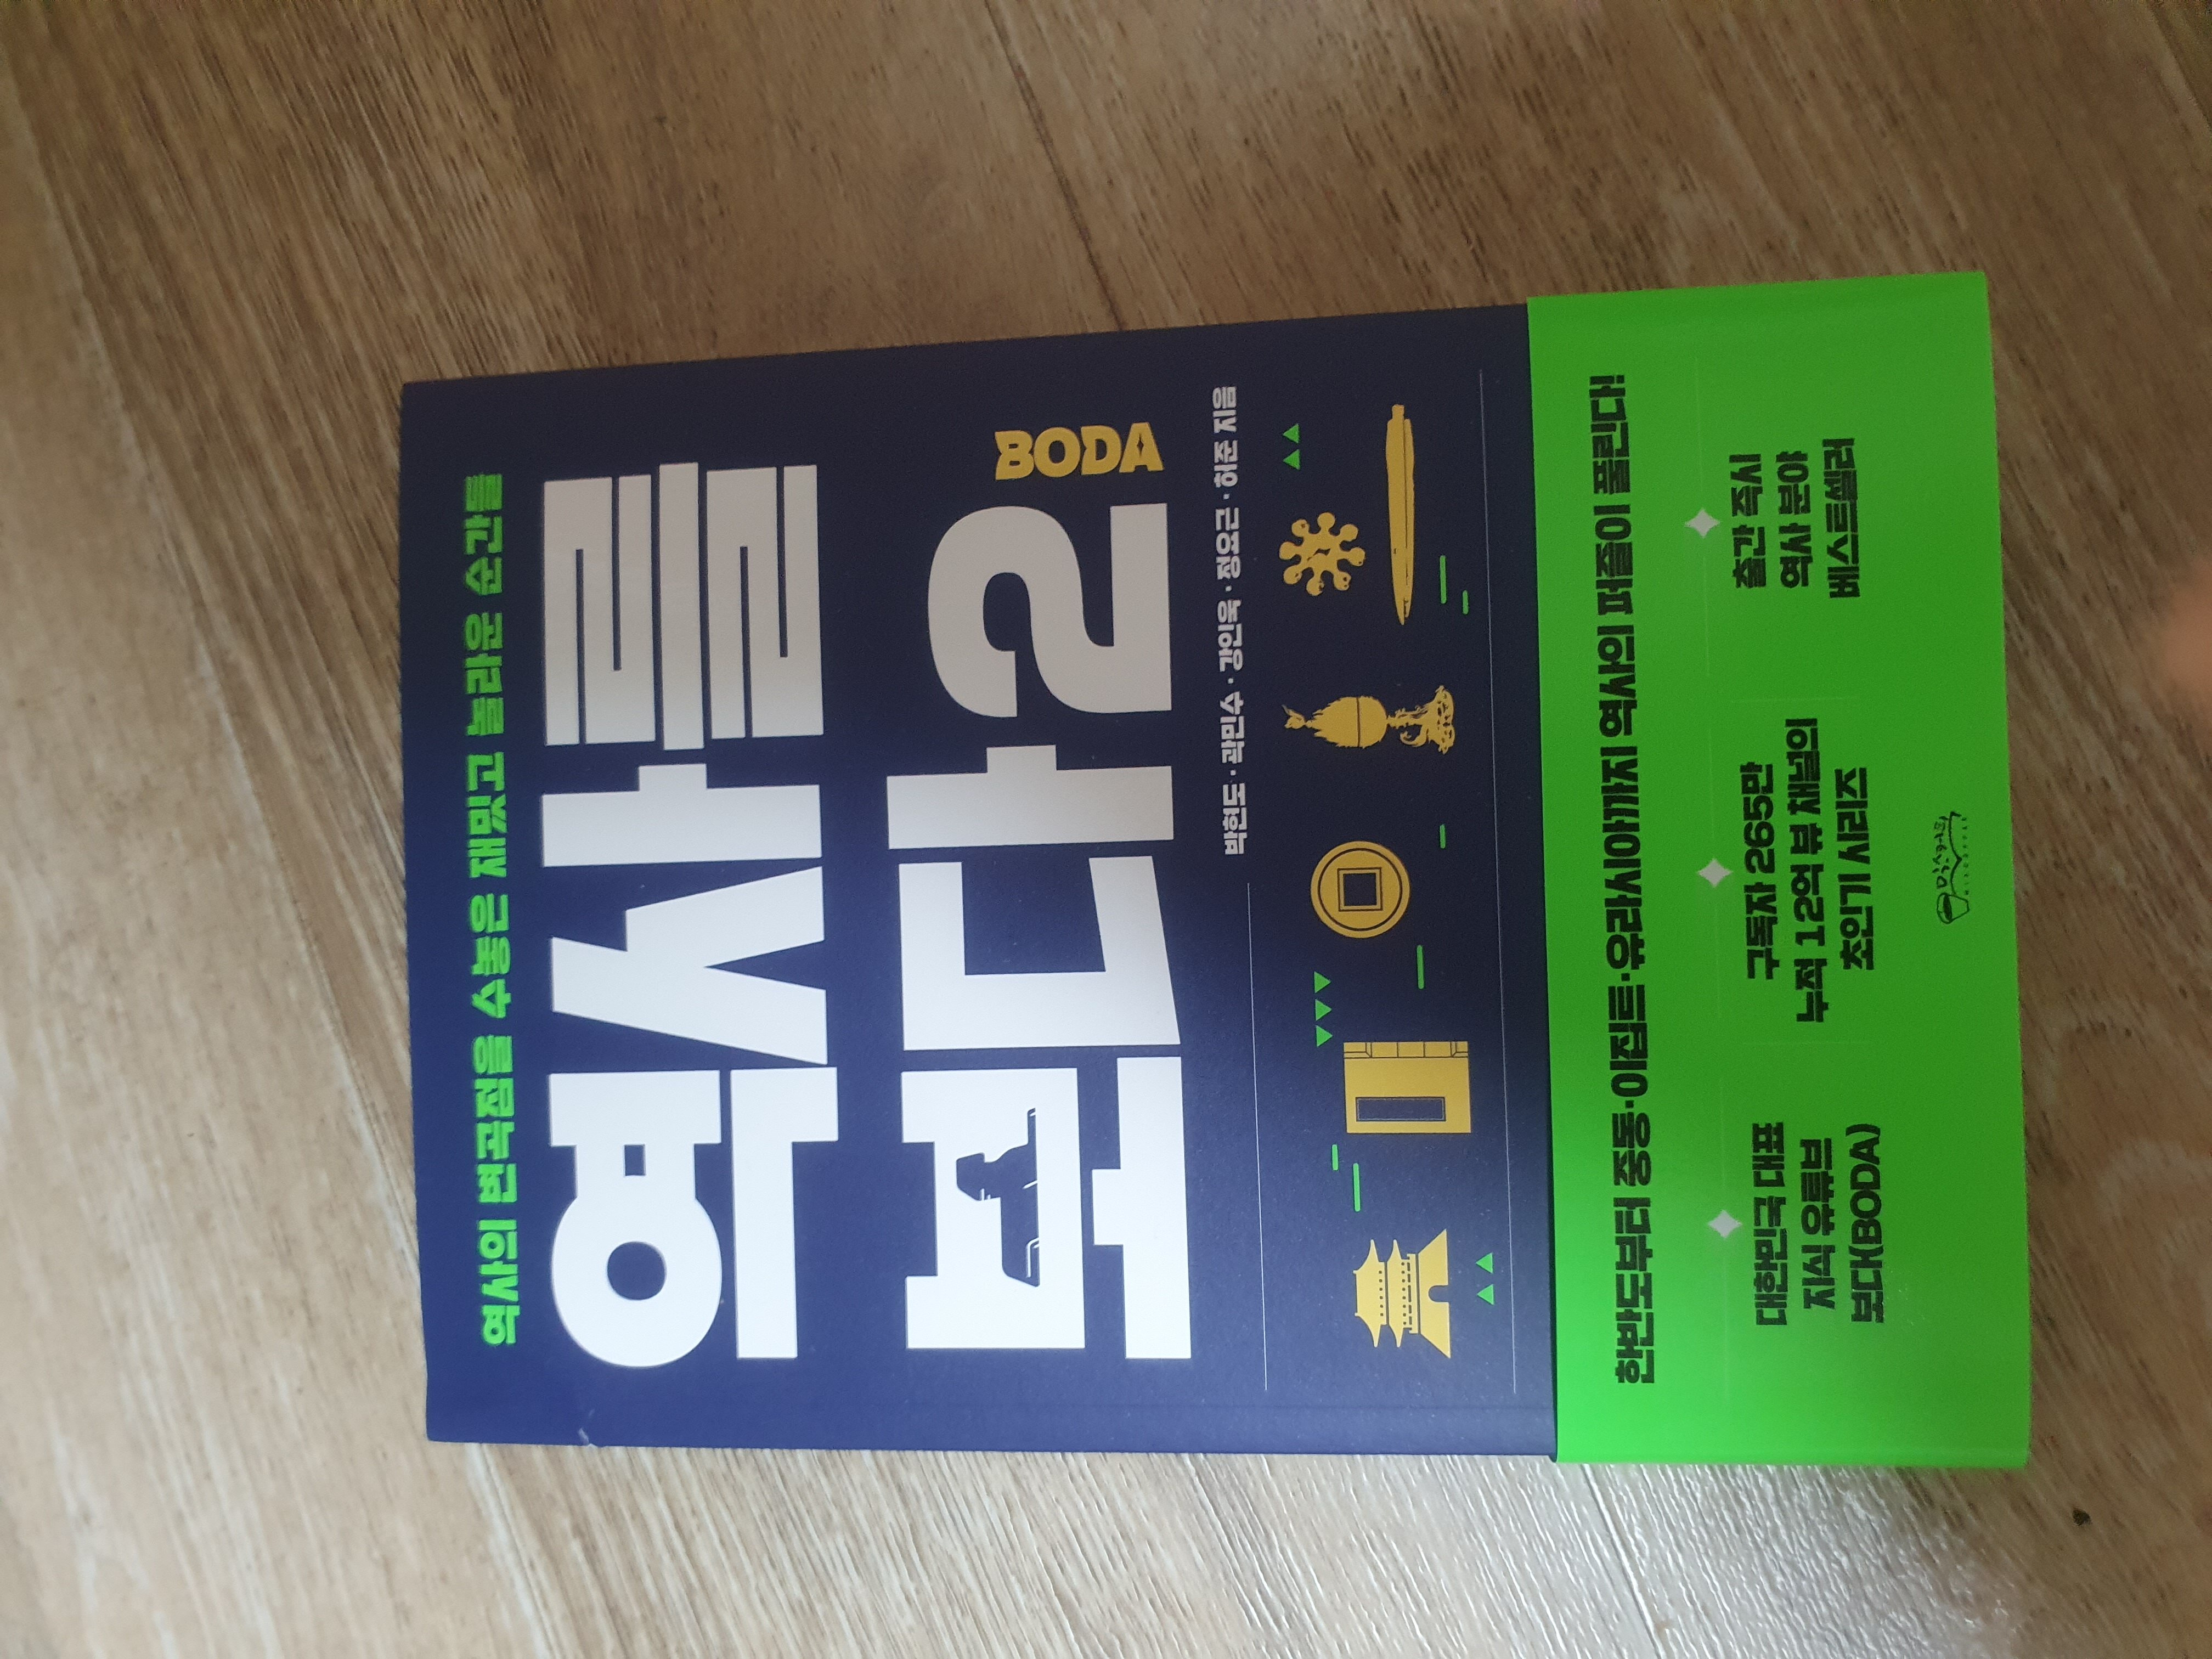 역사의 변곡점을 수놓은 재밌고 놀라운 순간들
역사를
보다2
BODA
박현도·곽민수·강인욱·정요근·허준 지음
한반도부터 중동·이집트·유라시아까지 역사의 퍼즐이 풀린다!
대한민국 대표
지식 유튜브
보다(BODA)
구독자 265만
누적 12억 뷰 채널의
초인기 시리즈
출간 즉시
역사 분야
베스트셀러
믹스커피